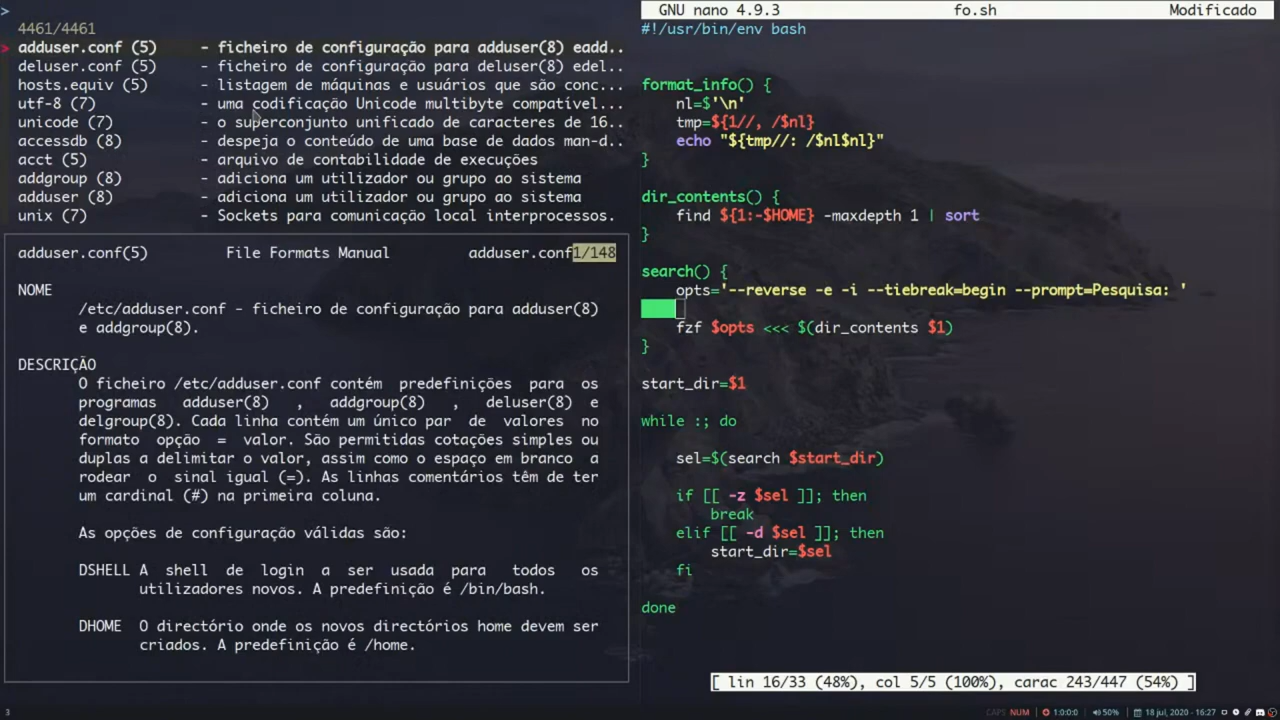 >
4461/4461
> adduser.conf (5)     - ficheiro de configuração para adduser(8) eadd..
deluser.conf (5)     - ficheiro de configuração para deluser(8) edel..
hosts.equiv (5)      - listagem de máquinas e usuários que são conc...
utf-8 (7)            - uma codificação Unicode multibyte compatível...
unicode (7)          - o superconjunto unificado de caracteres de 16..
accessdb (8)         - despeja o conteúdo de uma base de dados man-d..
acct (5)             - arquivo de contabilidade de execuções
addgroup (8)         - adiciona um utilizador ou grupo ao sistema
adduser (8)          - adiciona um utilizador ou grupo ao sistema
unix (7)             - Sockets para comunicação local interprocessos.
adduser.conf(5)         File Formats Manual         adduser.conf1/148
NOME
/etc/adduser.conf - ficheiro de configuração para adduser(8)
e addgroup(8).
DESCRIÇÃO
O ficheiro /etc/adduser.conf contém predefinições para os
programas adduser(8) , addgroup(8) , deluser(8) e
delgroup(8). Cada linha contém um único par de valores no
formato opção = valor. São permitidas cotações simples ou
duplas a delimitar o valor, assim como o espaço em branco a
rodear o sinal igual (=). As linhas comentários têm de ter
um cardinal (#) na primeira coluna.
As opções de configuração válidas são:
DSHELL A shell de login a ser usada para todos os
utilizadores novos. A predefinição é /bin/bash.
DHOME  O directório onde os novos directórios home devem ser
criados. A predefinição é /home.
GNU nano 4.9.3                    fo.sh                    Modificado
#!/usr/bin/env bash
format_info() {
    nl=$'\n'
    tmp=${1//, /$nl}
    echo "${tmp//: /$nl$nl}"
}
dir_contents() {
    find ${1:-$HOME} -maxdepth 1 | sort
}
search() {
    opts='--reverse -e -i --tiebreak=begin --prompt=Pesquisa: '
    fzf $opts <<< $(dir_contents $1)
}
start_dir=$1
while :; do
    sel=$(search $start_dir)
    if [[ -z $sel ]]; then
        break
    elif [[ -d $sel ]]; then
        start_dir=$sel
    fi
done
[ lin 16/33 (48%), col 5/5 (100%), carac 243/447 (54%) ]
3
CAPS NUM | 1:0:0:0 | 50% | 18 jul, 2020 - 16:27